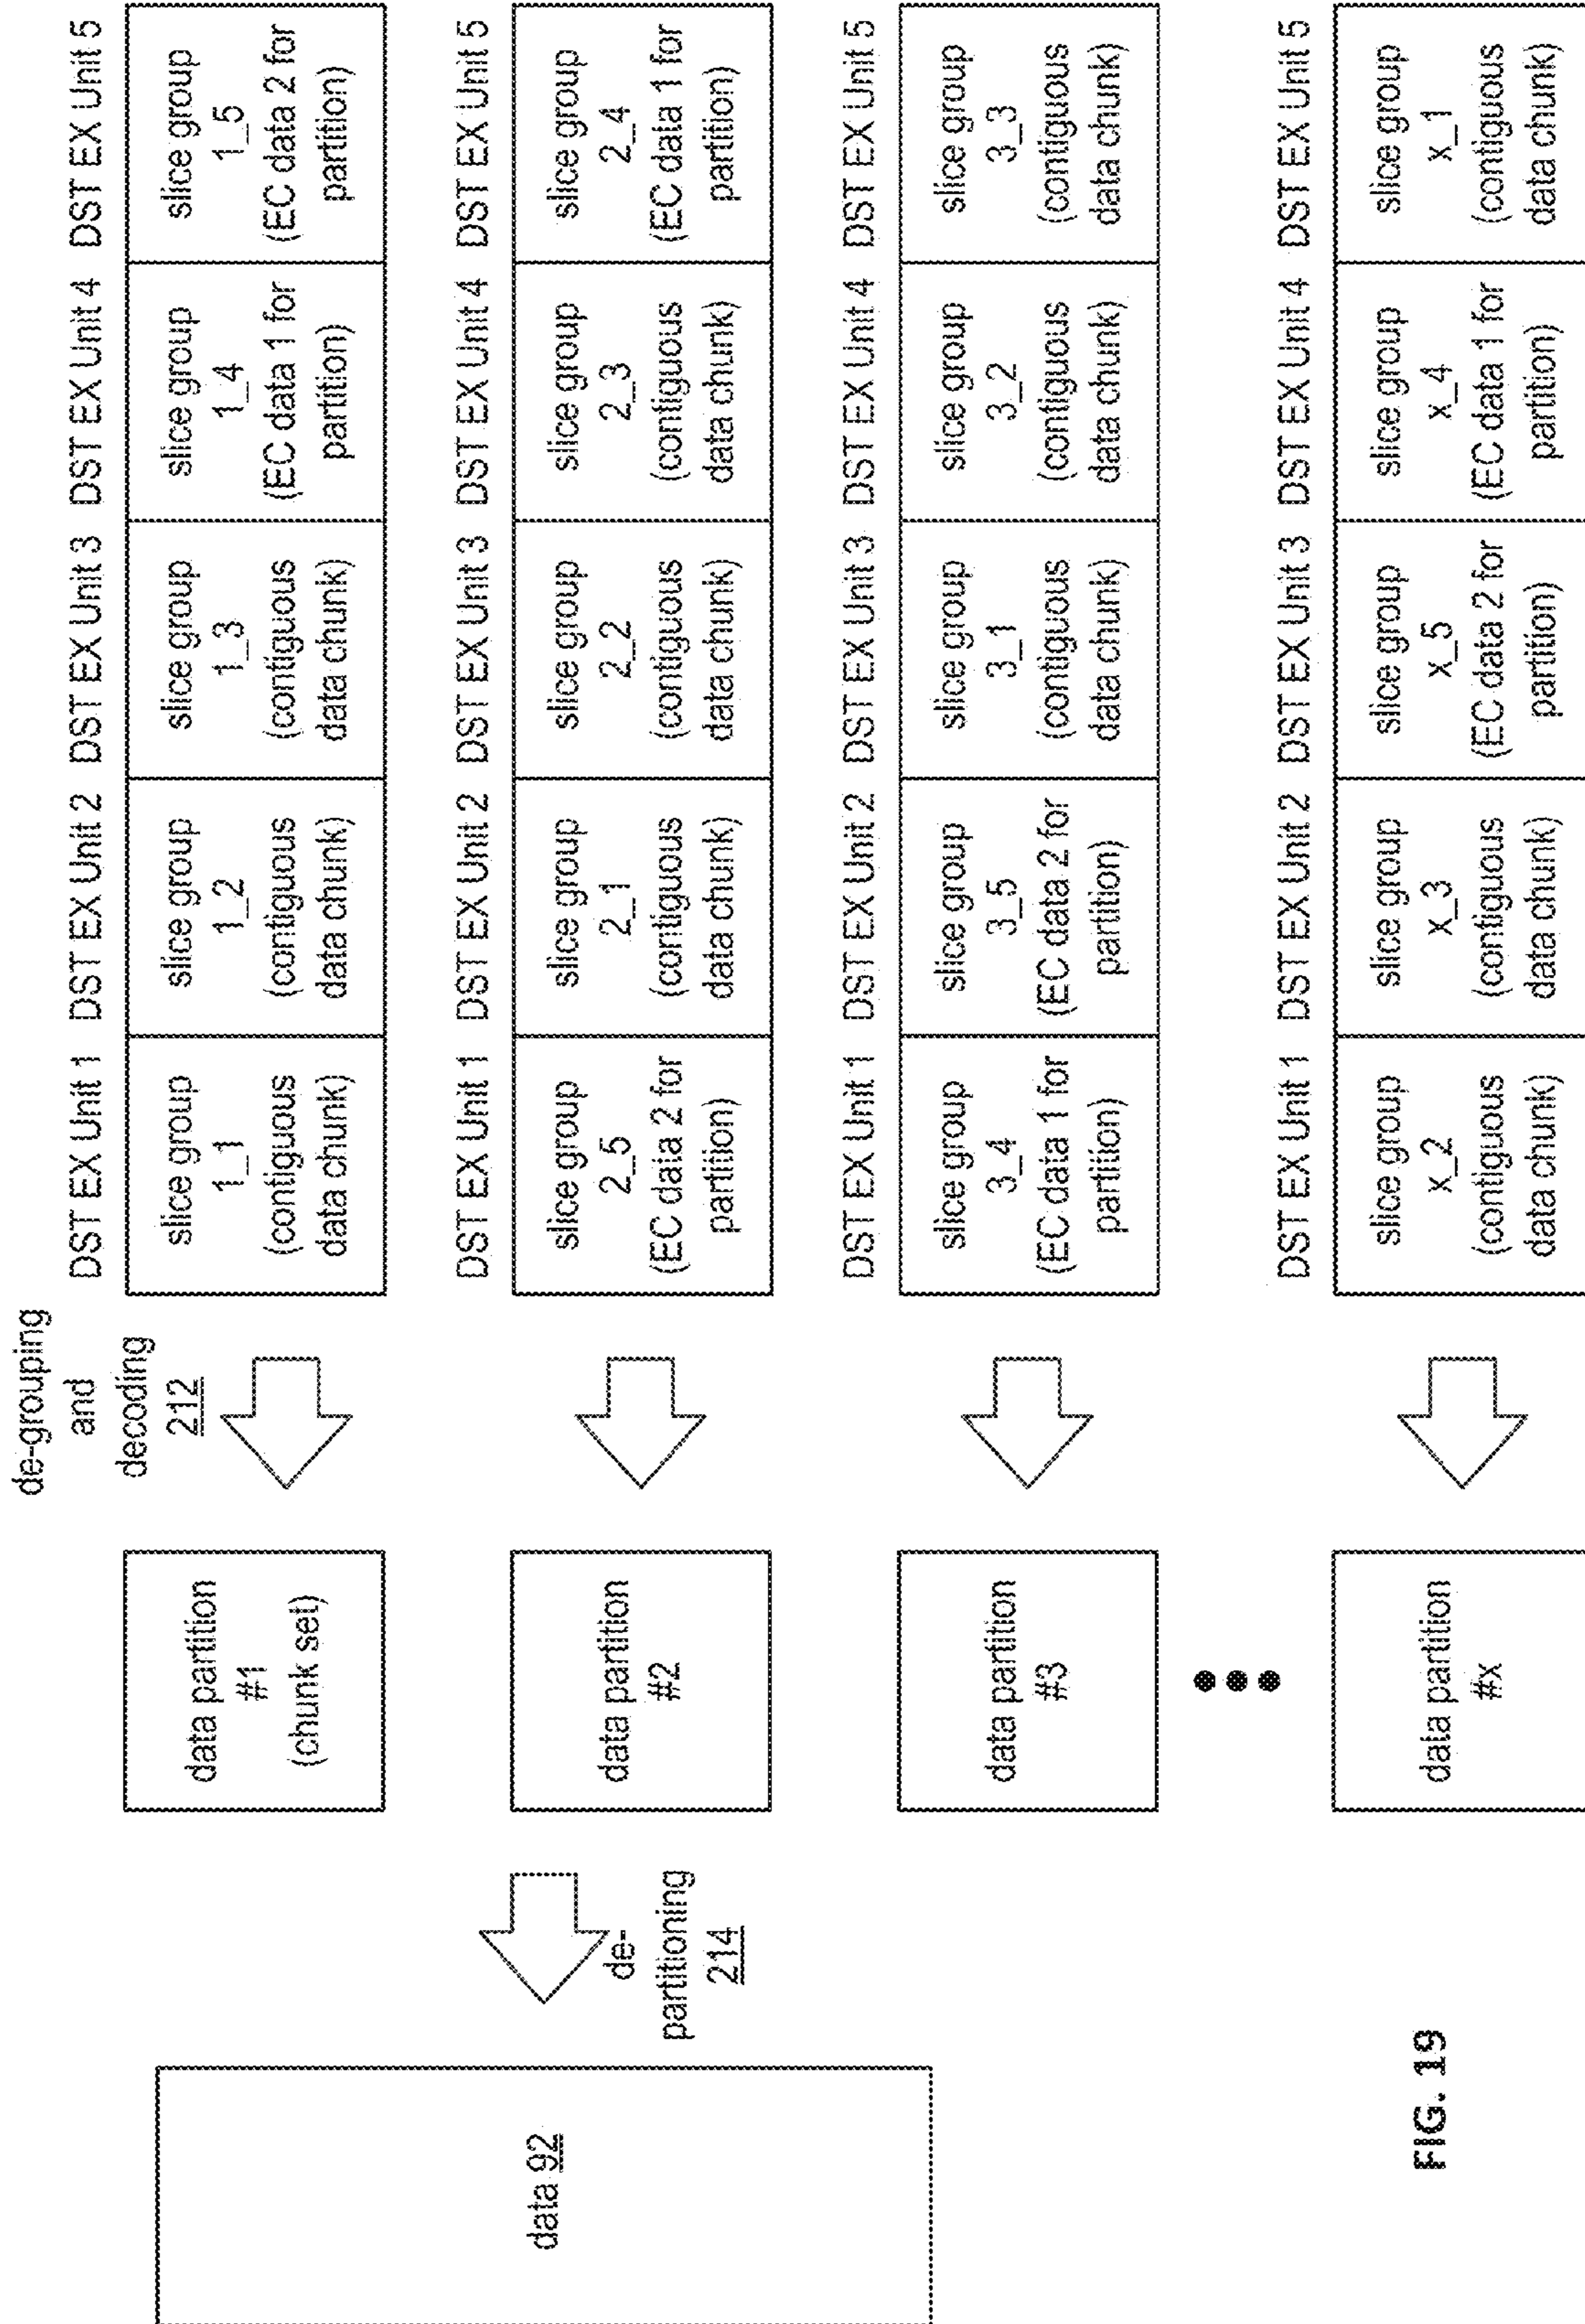 de-grouping
and
decoding
212
DST EX Unit 1 DST EX Unit 2 DST EX Unit 3 DST EX Unit 4 DST EX Unit 5
data partition
#1
(chunk set)
slice group
1_1
(contiguous
data chunk)
slice group
1_2
(contiguous
data chunk)
slice group
1_3
(contiguous
data chunk)
slice group
1_4
(EC data 1 for
partition)
slice group
1_5
(EC data 2 for
partition)
DST EX Unit 1 DST EX Unit 2 DST EX Unit 3 DST EX Unit 4 DST EX Unit 5
data 92
de-
partitioning
214
data partition
#2
slice group
2_5
(EC data 2 for
partition)
slice group
2_1
(contiguous
data chunk)
slice group
2_2
(contiguous
data chunk)
slice group
2_3
(contiguous
data chunk)
slice group
2_4
(EC data 1 for
partition)
DST EX Unit 1 DST EX Unit 2 DST EX Unit 3 DST EX Unit 4 DST EX Unit 5
data partition
#3
slice group
3_4
(EC data 1 for
partition)
slice group
3_5
(EC data 2 for
partition)
slice group
3_1
(contiguous
data chunk)
slice group
3_2
(contiguous
data chunk)
slice group
3_3
(contiguous
data chunk)
DST EX Unit 1 DST EX Unit 2 DST EX Unit 3 DST EX Unit 4 DST EX Unit 5
data partition
#x
slice group
x_2
(contiguous
data chunk)
slice group
x_3
(contiguous
data chunk)
slice group
x_5
(EC data 2 for
partition)
slice group
x_4
(EC data 1 for
partition)
slice group
x_1
(contiguous
data chunk)
FIG. 19